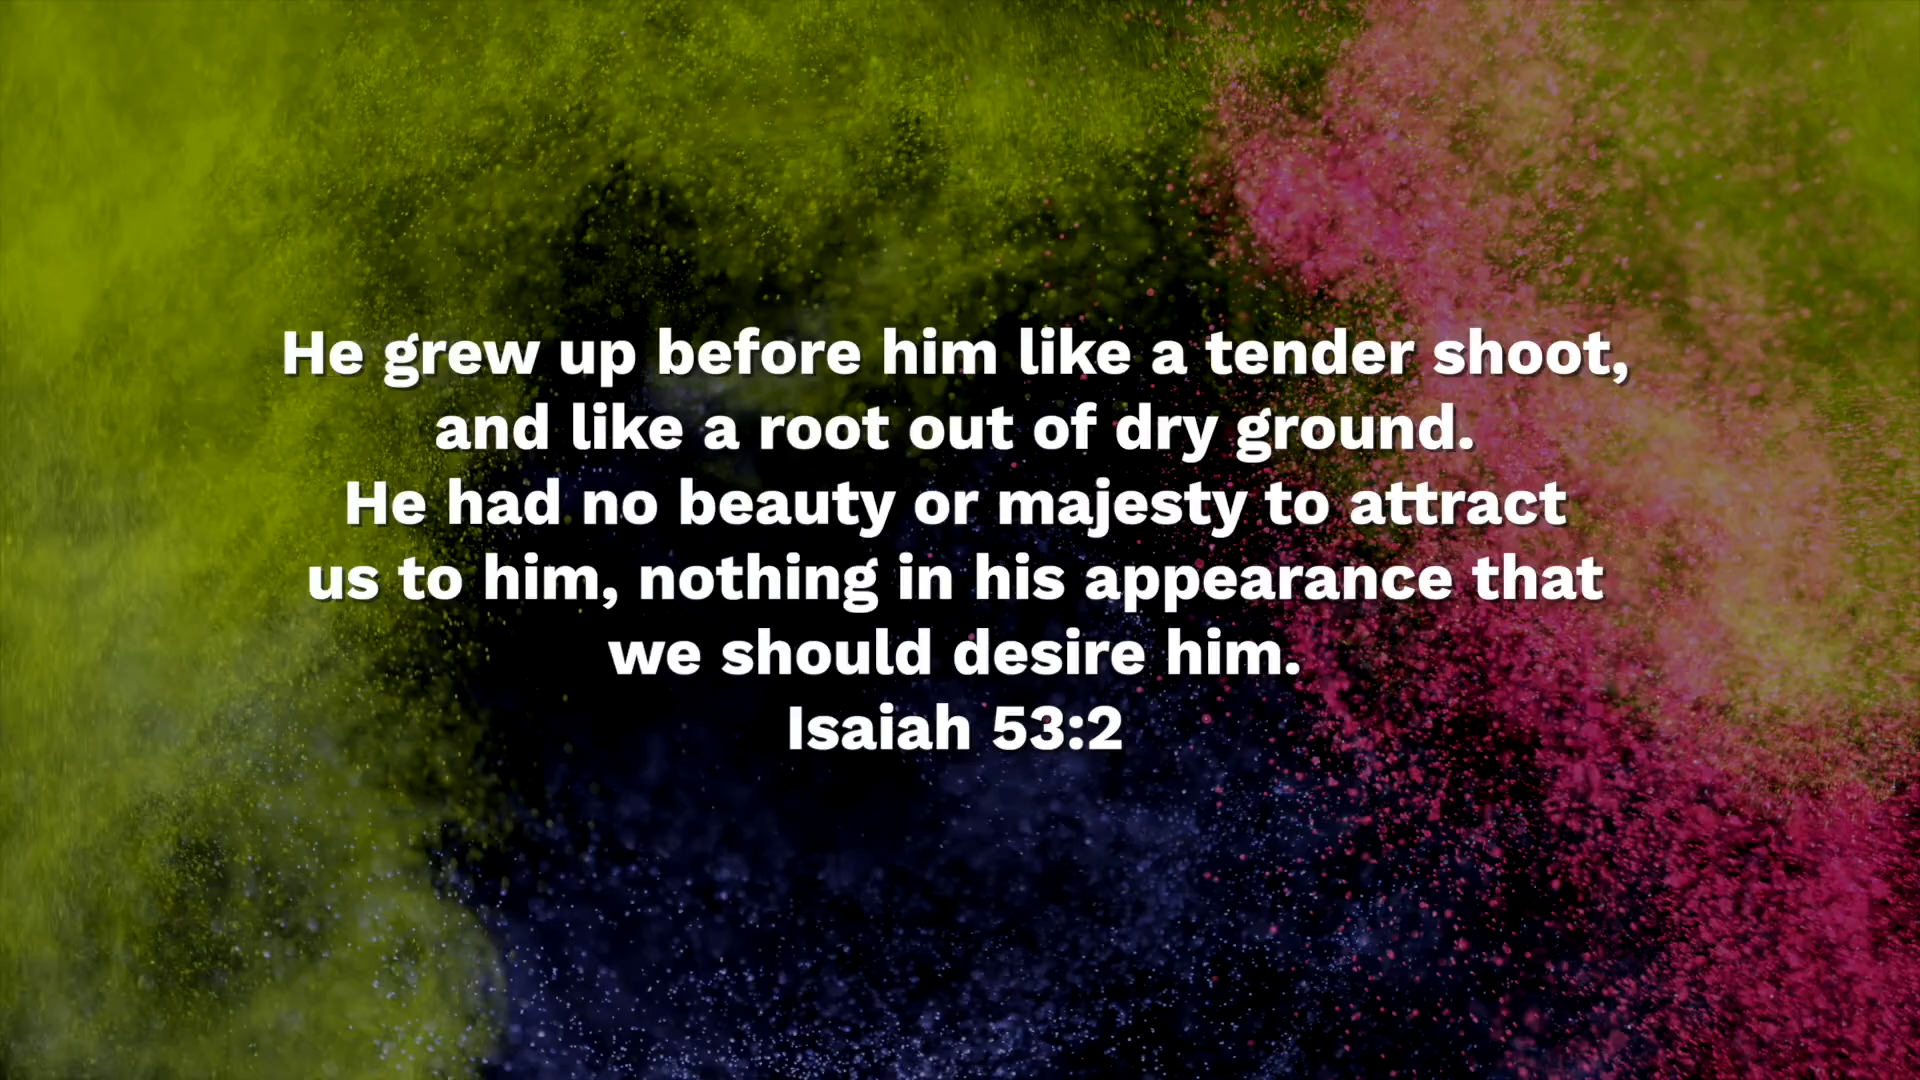 He grew up before him like a tender shoot,
and like a root out of dry ground.
He had no beauty or majesty to attract
us to him, nothing in his appearance that
we should desire him.
Isaiah 53:2